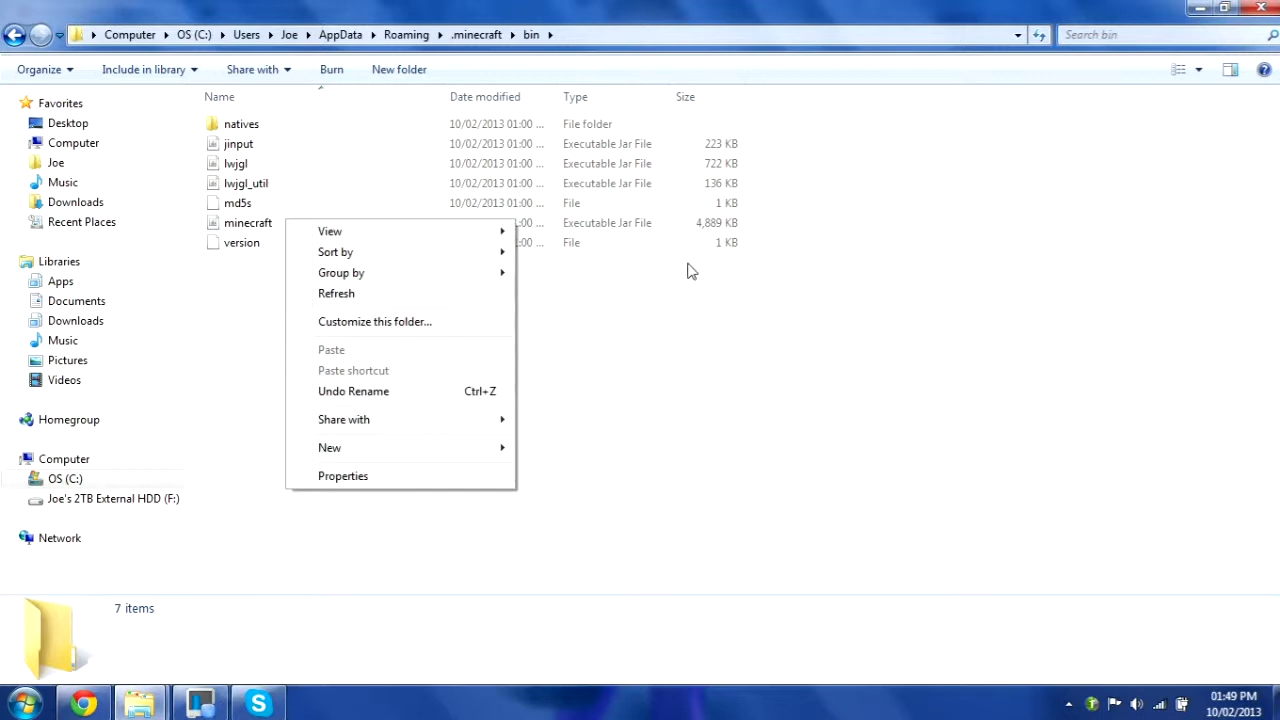 Computer OS (C:) Users Joe AppData Roaming .minecraft bin
Search bin
Organize Include in library Share with Burn New folder
Name Date modified Type Size
Favorites
Desktop
Computer
Joe
Music
Downloads
Recent Places
Libraries
Apps
Documents
Downloads
Music
Pictures
Videos
Homegroup
Computer
OS (C:)
Joe's 2TB External HDD (F:)
Network
natives 10/02/2013 01:00 ... File folder
jinput 10/02/2013 01:00 ... Executable Jar File 223 KB
lwjgl 10/02/2013 01:00 ... Executable Jar File 722 KB
lwjgl_util 10/02/2013 01:00 ... Executable Jar File 136 KB
md5s 10/02/2013 01:00 ... File 1 KB
minecraft :00 ... Executable Jar File 4,889 KB
version :00 ... File 1 KB
View
Sort by
Group by
Refresh
Customize this folder...
Paste
Paste shortcut
Undo Rename Ctrl+Z
Share with
New
Properties
7 items
01:49 PM
10/02/2013